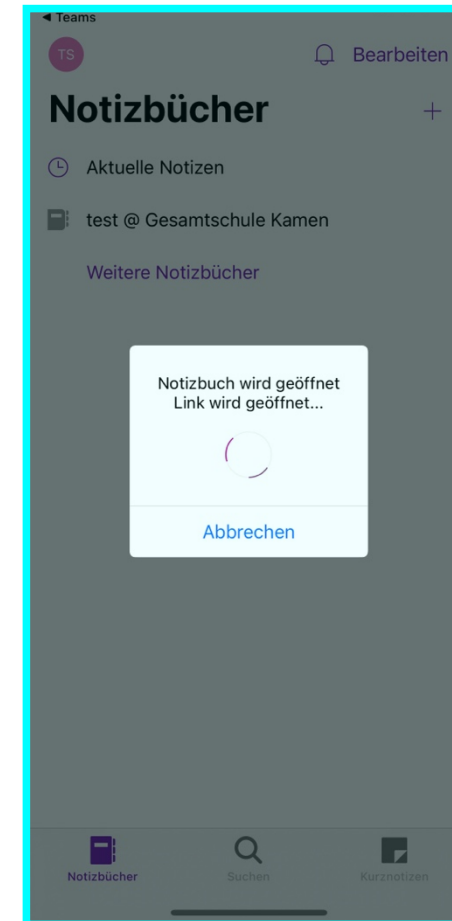 ◀ Teams
TS
Bearbeiten
Notizbücher
+
Aktuelle Notizen
test @ Gesamtschule Kamen
Weitere Notizbücher
Notizbuch wird geöffnet
Link wird geöffnet...
Abbrechen
Notizbücher
Suchen
Kurznotizen